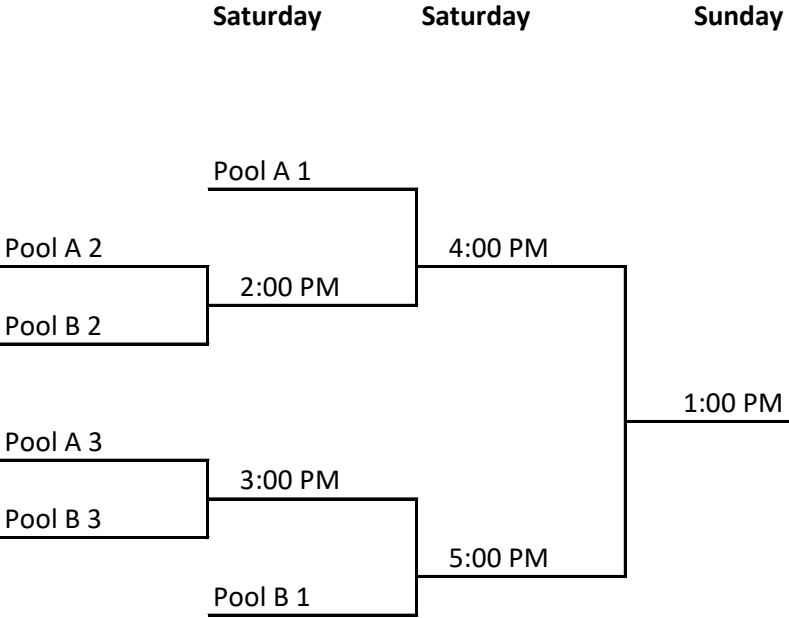 Saturday Saturday Sunday
Pool A 1
Pool A 2 4:00 PM
2:00 PM
Pool B 2
1:00 PM
Pool A 3
3:00 PM
Pool B 3
5:00 PM
Pool B 1